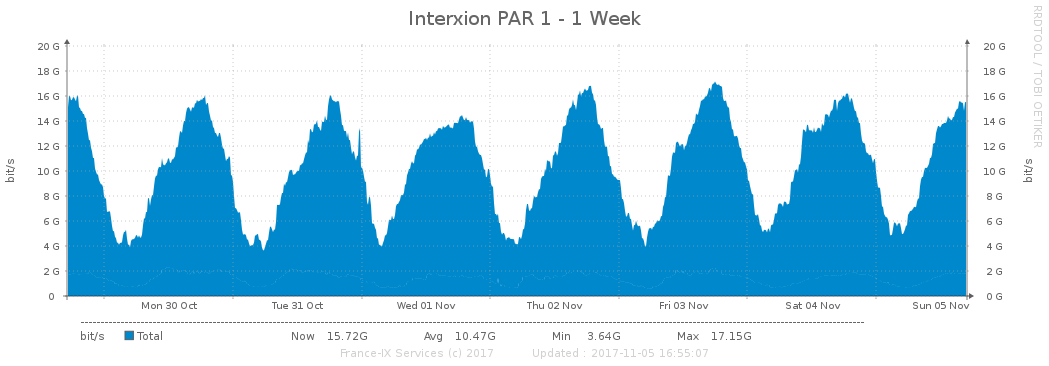 Interxion PAR 1 - 1 Week
RRDTOOL / TOBI OETIKER
bit/s
20 G
18 G
16 G
14 G
12 G
10 G
8 G
6 G
4 G
2 G
0
20 G
18 G
16 G
14 G
12 G
10 G
8 G
6 G
4 G
2 G
0 G
bit/s
Mon 30 Oct Tue 31 Oct Wed 01 Nov Thu 02 Nov Fri 03 Nov Sat 04 Nov Sun 05 Nov
bit/s Total Now 15.72G Avg 10.47G Min 3.64G Max 17.15G
France-IX Services (c) 2017 Updated : 2017-11-05 16:55:07